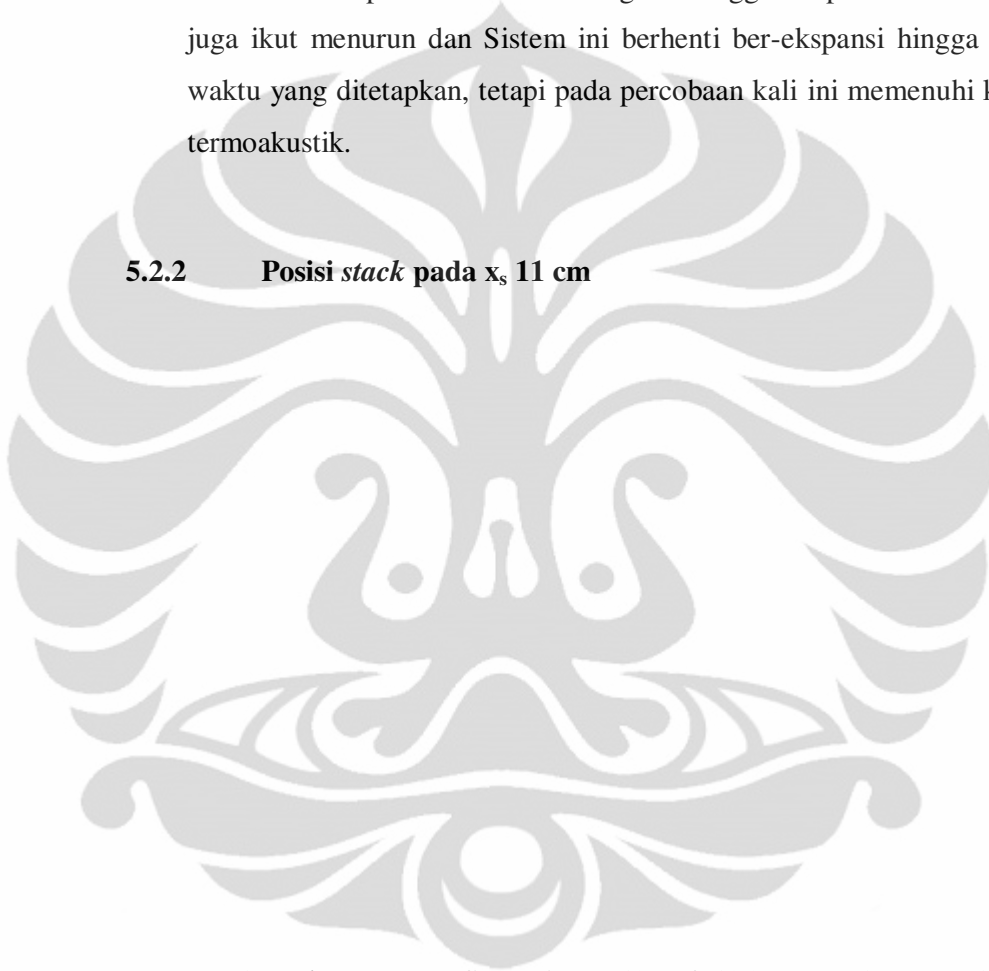 juga ikut menurun dan Sistem ini berhenti ber-ekspansi hingga
waktu yang ditetapkan, tetapi pada percobaan kali ini memenuhi
termoakustik.
5.2.2 Posisi stack pada xs 11 cm